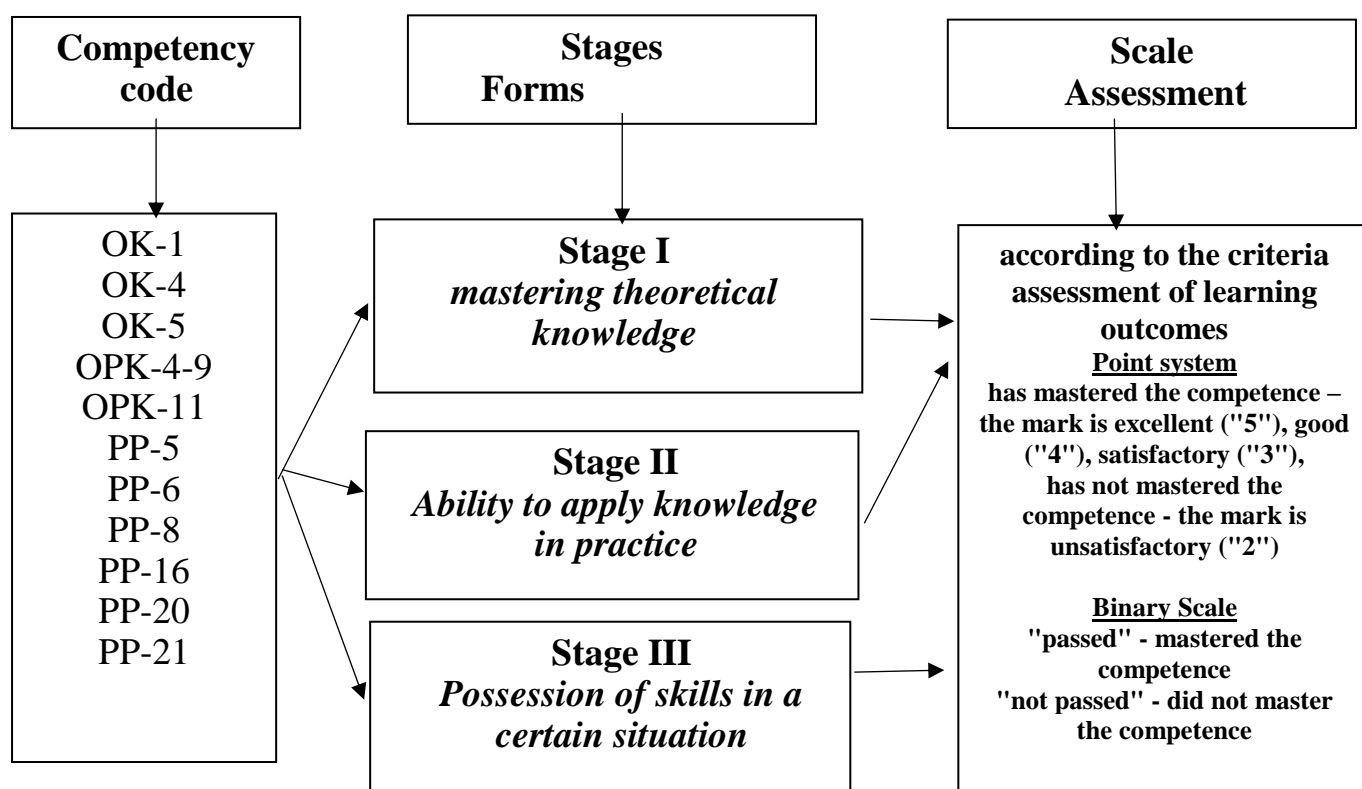 Competency
code
Stages
Forms
Scale
Assessment
OK-1
OK-4
OK-5
OPK-4-9
OPK-11
PP-5
PP-6
PP-8
PP-16
PP-20
PP-21
Stage I
mastering theoretical
knowledge
Stage II
Ability to apply knowledge
in practice
Stage III
Possession of skills in a
certain situation
according to the criteria
assessment of learning
outcomes
Point system
has mastered the competence –
the mark is excellent ("5"), good
("4"), satisfactory ("3"),
has not mastered the
competence - the mark is
unsatisfactory ("2")
Binary Scale
"passed" - mastered the
competence
"not passed" - did not master
the competence